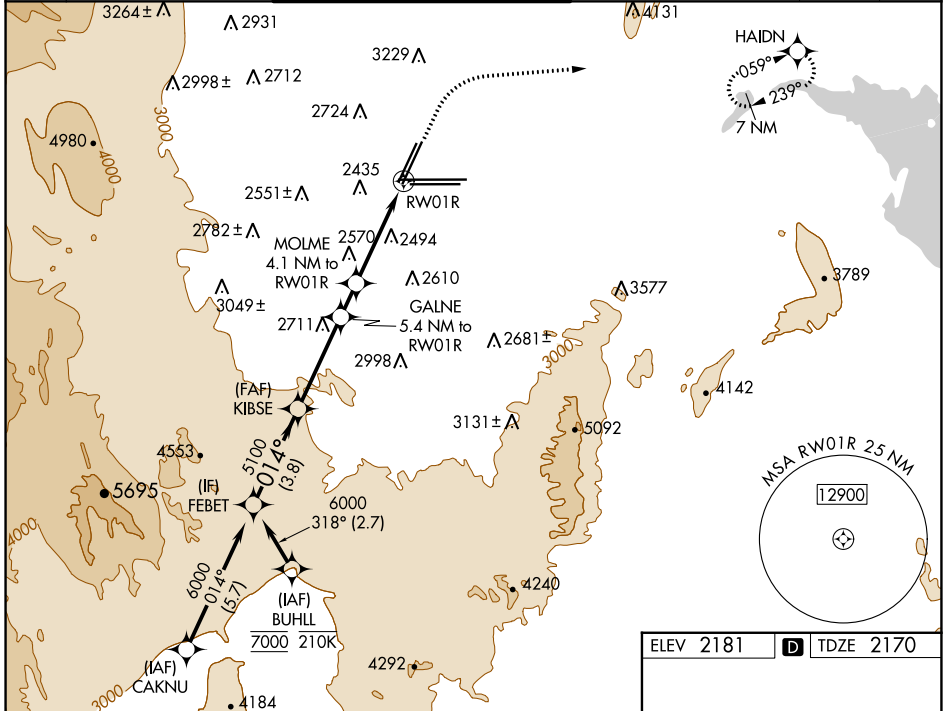 3264±
2931
4131
3229
HAIDN
2998±
2712
059°
239°
3000
2724
7 NM
4980
4000
2435
2551±
RW01R
2782±
MOLME
4.1 NM to
RW01R
2570
2494
3789
3049±
2610
3577
GALNE
5.4 NM to
RW01R
2711
2681±
3000
2998
(FAF)
KIBSE
4142
3131±
5092
4553
5100
014°
(3.8)
MSA RW01R 25 NM
5695
(IF)
FEBET
12900
6000
318° (2.7)
4000
6000
014°
(5.7)
4240
(IAF)
BUHLL
7000 210K
ELEV 2181 D TDZE 2170
(IAF)
CAKNU
4292
3000
4184